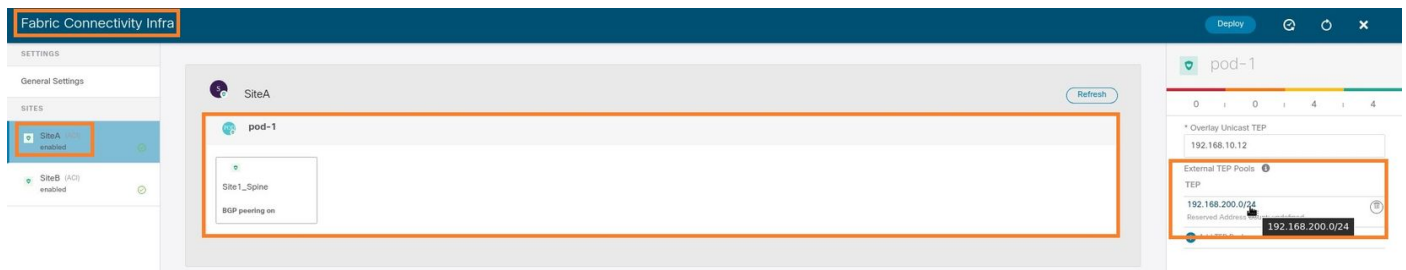 Fabric Connectivity Infra
Deploy
SETTINGS
General Settings
SITES
SiteA (ACI)
enabled
SiteB (ACI)
enabled
SiteA
Refresh
pod-1
Site1_Spine
BGP peering on
pod-1
0 0 4 4
* Overlay Unicast TEP
192.168.10.12
External TEP Pools
TEP
192.168.200.0/24
Reserved Address
192.168.200.0/24